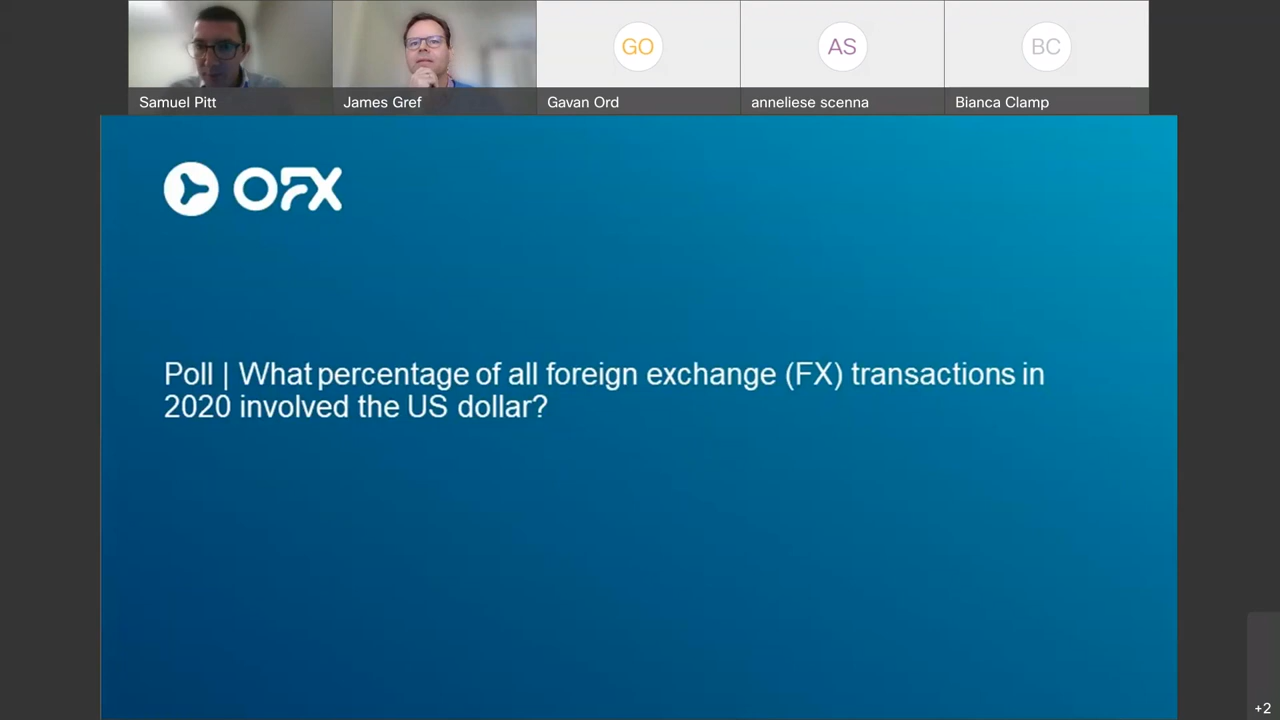 GO
AS
BC
Samuel Pitt
James Gref
Gavan Ord
anneliese scenna
Bianca Clamp
OFX
Poll | What percentage of all foreign exchange (FX) transactions in
2020 involved the US dollar?
+2